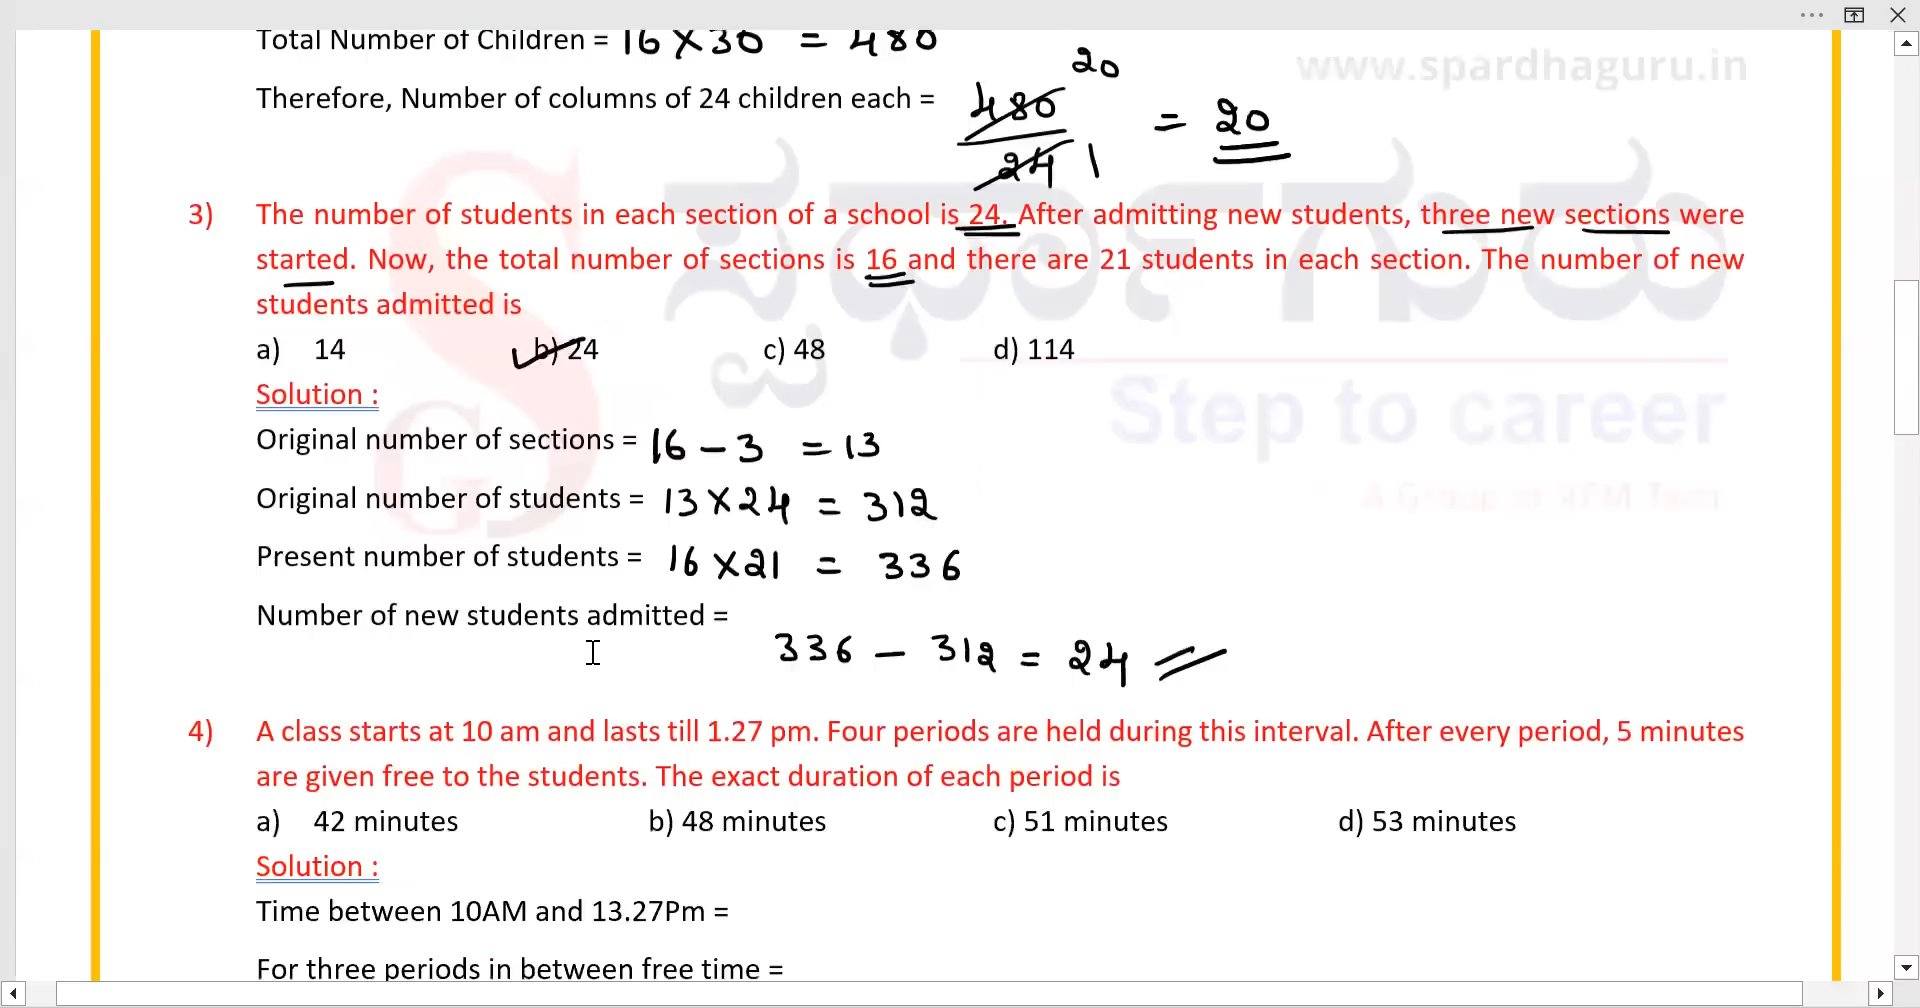 Total Number of Children = 16 × 30 = 480
www.spardhaguru.in
20
Therefore, Number of columns of 24 children each = 480 / 24 1 = 20
ಸ್ಪರ್ಧಾಗುರು
3) The number of students in each section of a school is 24. After admitting new students, three new sections were
started. Now, the total number of sections is 16 and there are 21 students in each section. The number of new
students admitted is
a) 14 b) 24 c) 48 d) 114
Solution :
Step to career
Original number of sections = 16 – 3 = 13
Original number of students = 13 × 24 = 312
Present number of students = 16 × 21 = 336
Number of new students admitted =
336 – 312 = 24
4) A class starts at 10 am and lasts till 1.27 pm. Four periods are held during this interval. After every period, 5 minutes
are given free to the students. The exact duration of each period is
a) 42 minutes b) 48 minutes c) 51 minutes d) 53 minutes
Solution :
Time between 10AM and 13.27Pm =
For three periods in between free time =